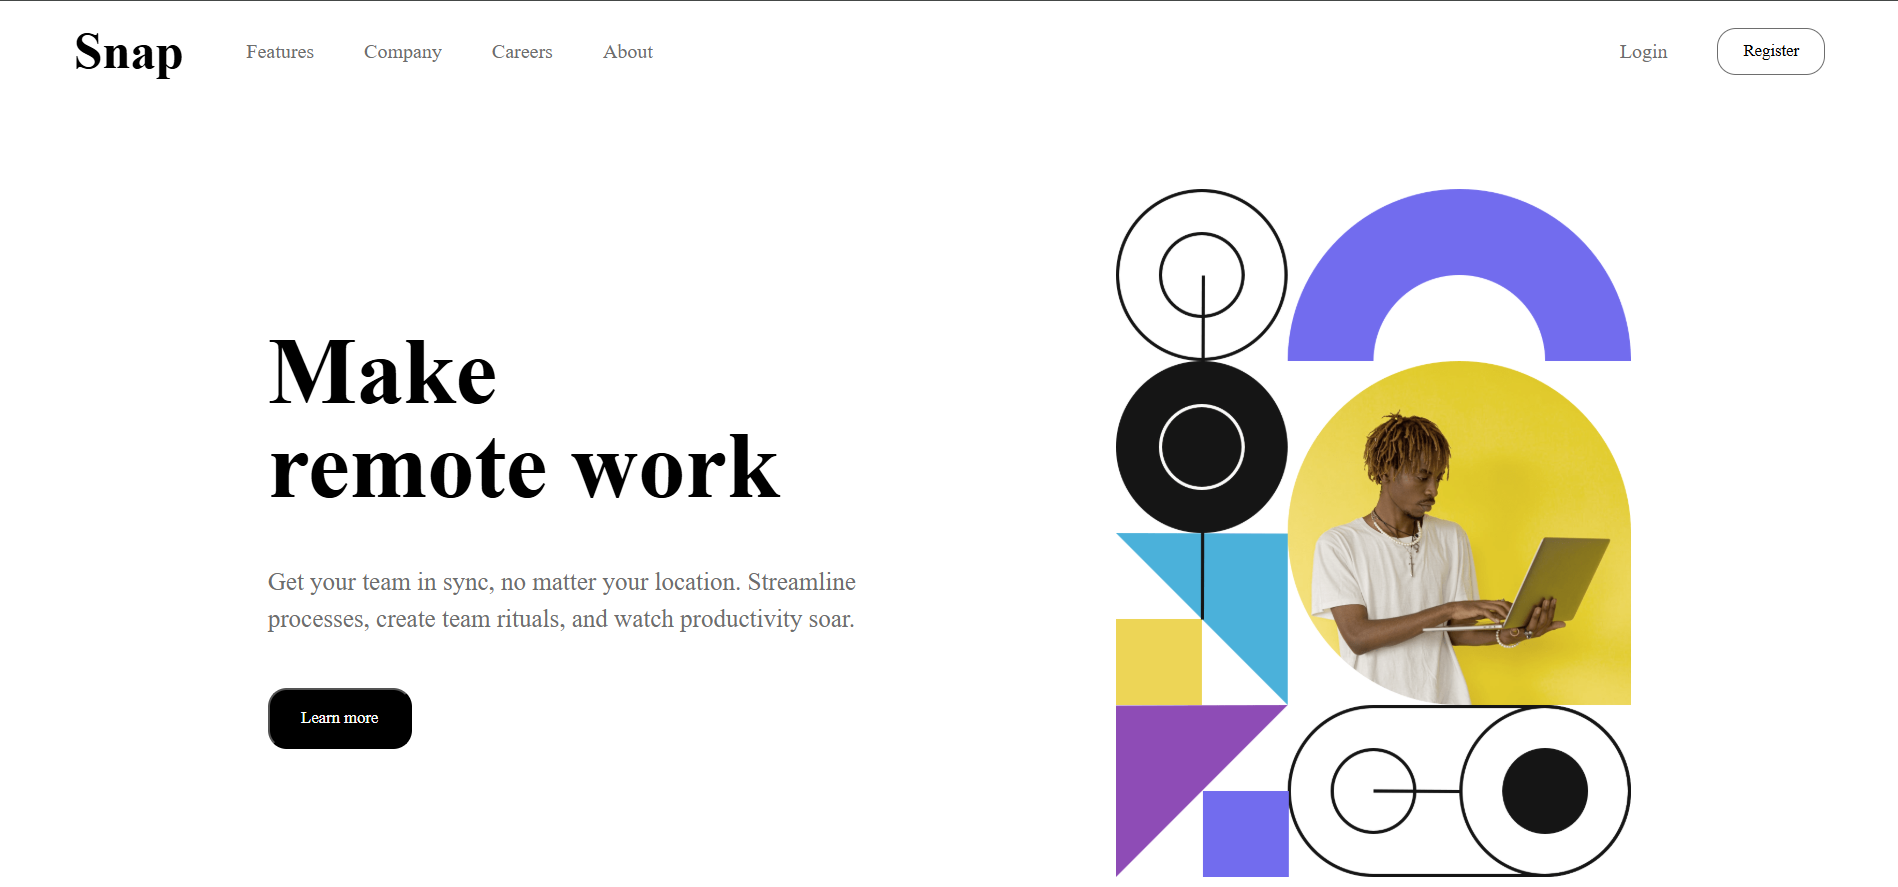 Snap
Features
Company
Careers
About
Login
Register
Make
remote work
Get your team in sync, no matter your location. Streamline
processes, create team rituals, and watch productivity soar.
Learn more